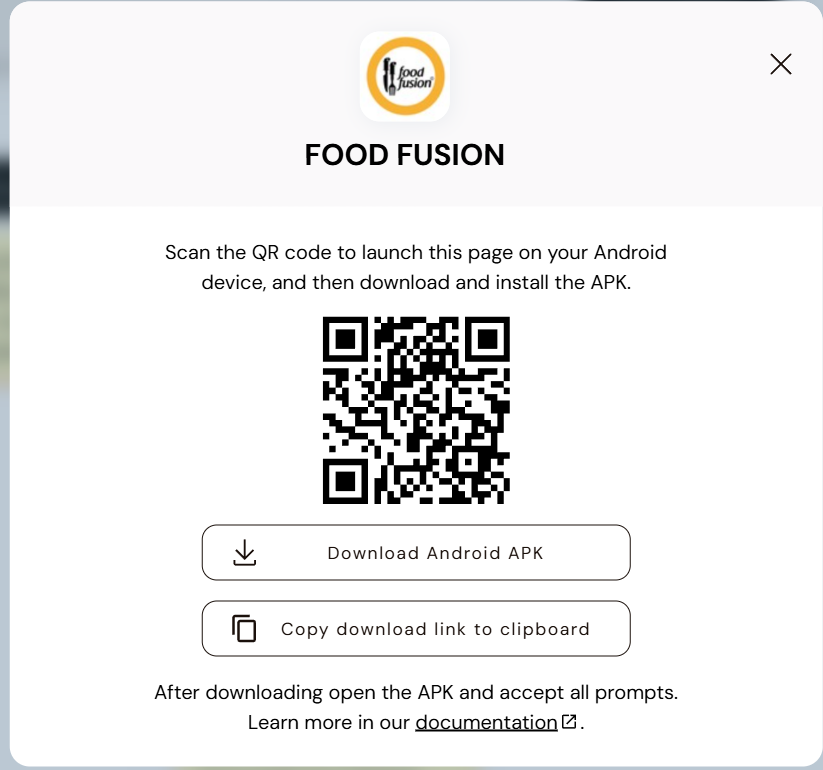 food
fusion
FOOD FUSION
Scan the QR code to launch this page on your Android
device, and then download and install the APK.
Download Android APK
Copy download link to clipboard
After downloading open the APK and accept all prompts.
Learn more in our documentation.